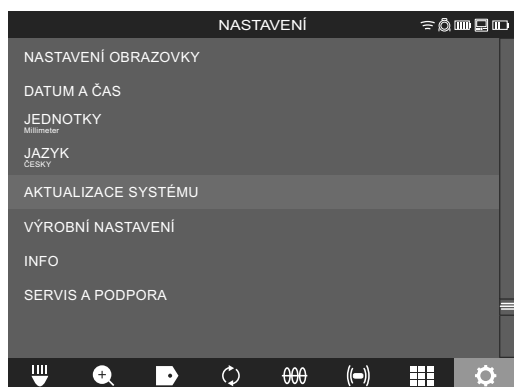 NASTAVENÍ
NASTAVENÍ OBRAZOVKY
DATUM A ČAS
JEDNOTKY
Millimeter
JAZYK
ČESKY
AKTUALIZACE SYSTÉMU
VÝROBNÍ NASTAVENÍ
INFO
SERVIS A PODPORA